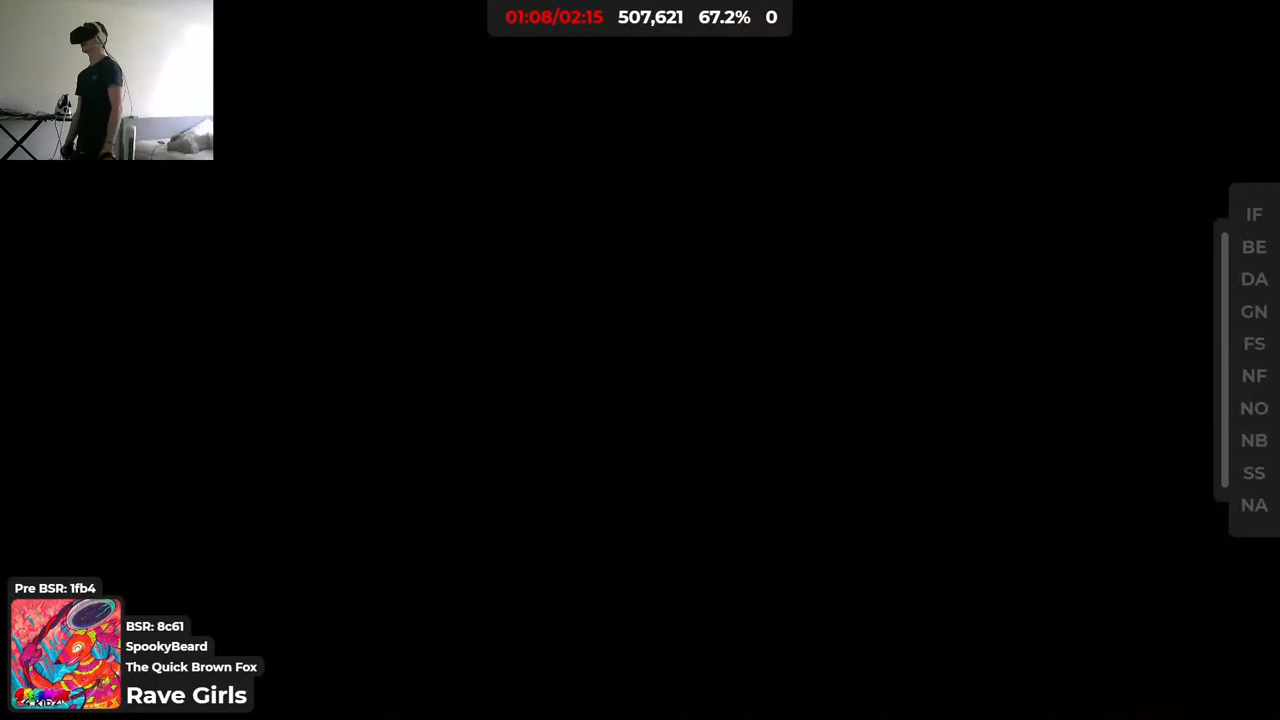 01:08/02:15 507,621 67.2% 0
IF
BE
DA
GN
FS
NF
NO
NB
SS
NA
Pre BSR: 1fb4
BSR: 8c61
SpookyBeard
The Quick Brown Fox
Rave Girls